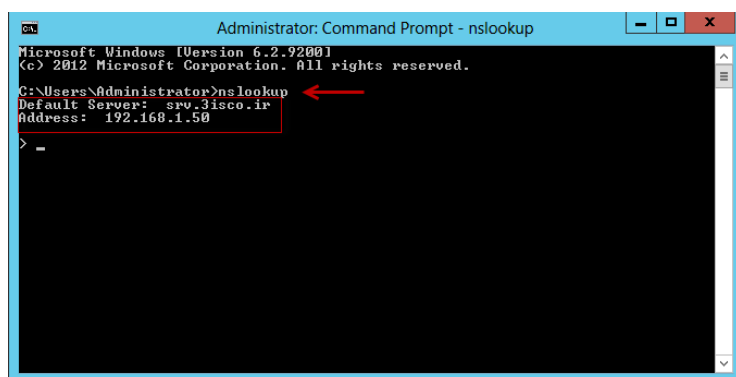 Administrator: Command Prompt - nslookup
Microsoft Windows [Version 6.2.9200]
(c) 2012 Microsoft Corporation. All rights reserved.
C:\Users\Administrator>nslookup
Default Server:  srv.3isco.ir
Address:  192.168.1.50
> _